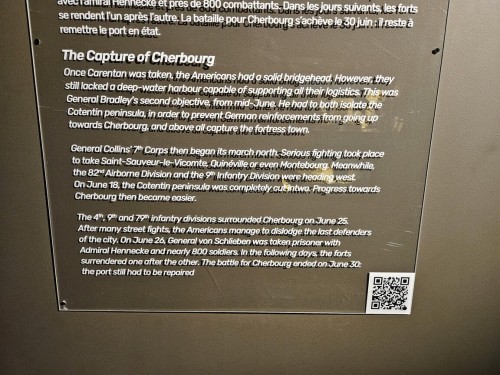 avec l'amiral Hennecke et près de 800 combattants. Dans les jours suivants, les forts
se rendent l'un après l'autre. La bataille pour Cherbourg s'achève le 30 juin : il reste à
remettre le port en état.
The Capture of Cherbourg
Once Carentan was taken, the Americans had a solid bridgehead. However, they
still lacked a deep-water harbour capable of supporting all their logistics. This was
General Bradley's second objective, from mid-June. He had to both isolate the
Cotentin peninsula, in order to prevent German reinforcements from going up
towards Cherbourg, and above all capture the fortress town.
General Collins' 7th Corps then began its march north. Serious fighting took place
to take Saint-Sauveur-le-Vicomte, Quinéville or even Montebourg. Meanwhile,
the 82nd Airborne Division and the 9th Infantry Division were heading west.
On June 18, the Cotentin peninsula was completely cut in two. Progress towards
Cherbourg then became easier.
The 4th, 9th and 79th infantry divisions surrounded Cherbourg on June 25.
After many street fights, the Americans manage to dislodge the last defenders
of the city. On June 26, General von Schlieben was taken prisoner with
Admiral Hennecke and nearly 800 soldiers. In the following days, the forts
surrendered one after the other. The battle for Cherbourg ended on June 30:
the port still had to be repaired